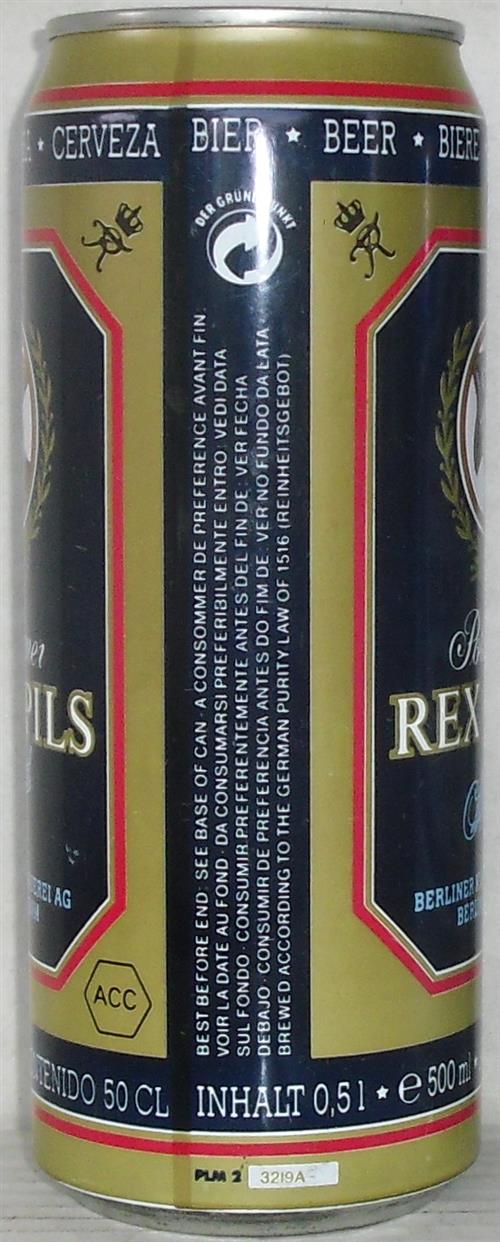 CERVEZA BIER * BEER * BIERE
DER GRÜNE PUNKT
BEST BEFORE END: SEE BASE OF CAN · A CONSOMMER DE PREFERENCE AVANT FIN:
VOIR LA DATE AU FOND · DA CONSUMARSI PREFERIBILMENTE ENTRO: VEDI DATA
SUL FONDO · CONSUMIR PREFERENTEMENTE ANTES DEL FIN DE: VER FECHA
DEBAJO · CONSUMIR DE PREFERENCIA ANTES DO FIM DE: VER NO FUNDO DA LATA
BREWED ACCORDING TO THE GERMAN PURITY LAW OF 1516 (REINHEITSGEBOT)
PILS
REX
EREI AG
BERLINER
ACC
TENIDO 50 CL INHALT 0,5 l * e 500 ml
PLM 2 3219A-